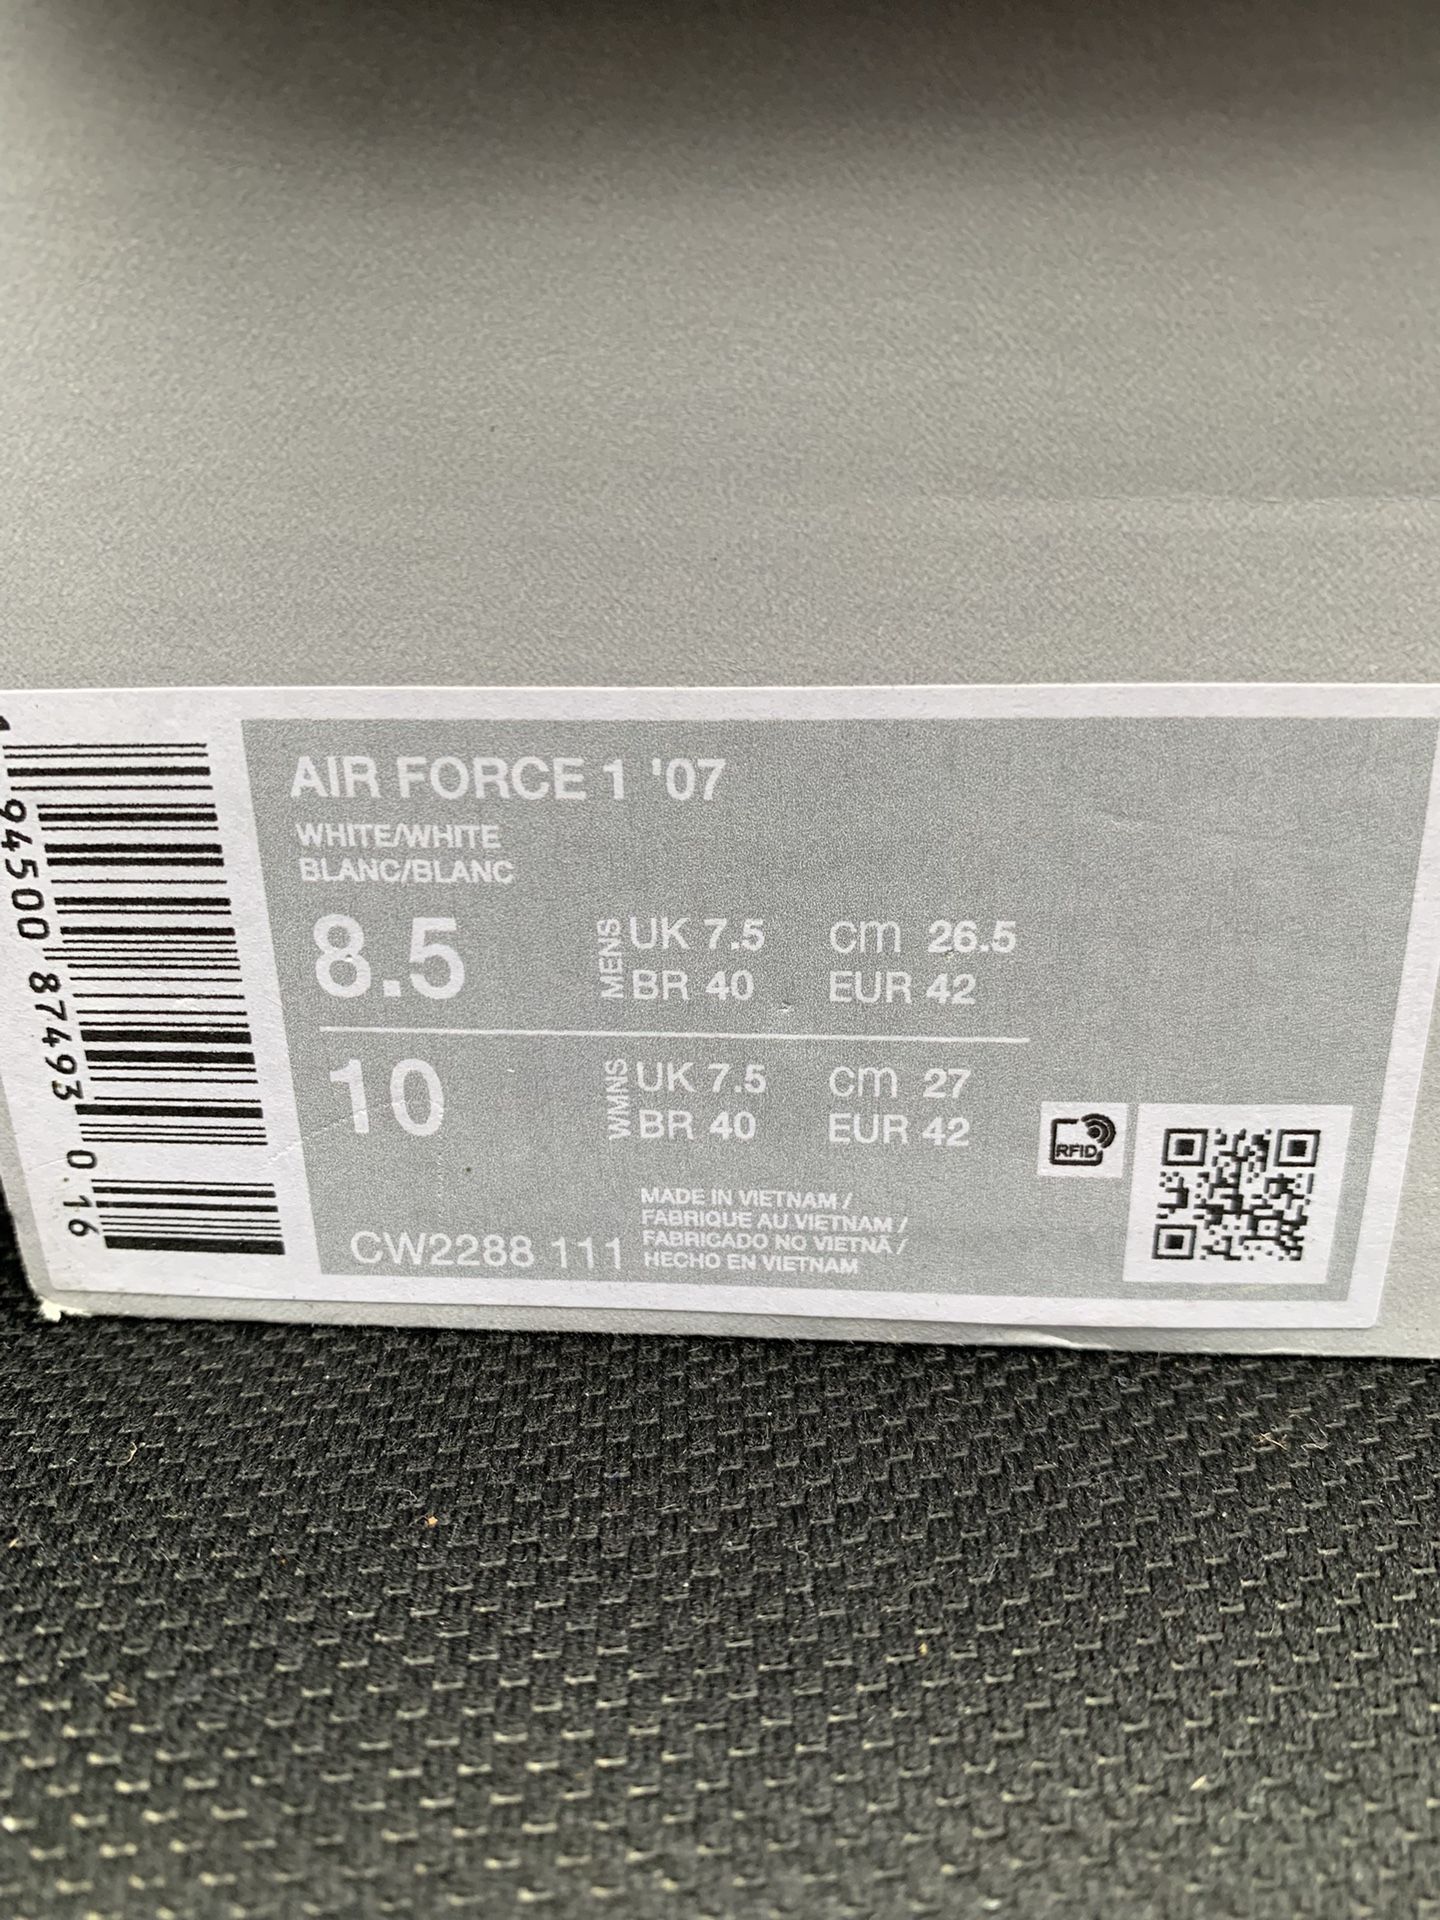 AIR FORCE 1 '07
WHITE/WHITE
BLANC/BLANC
8.5 MENS UK 7.5 cm 26.5
BR 40 EUR 42
10 WMNS UK 7.5 cm 27
BR 40 EUR 42
RFID
MADE IN VIETNAM /
FABRIQUE AU VIETNAM /
FABRICADO NO VIETNÃ /
HECHO EN VIETNAM
CW2288 111
1 94500 87493 0 16